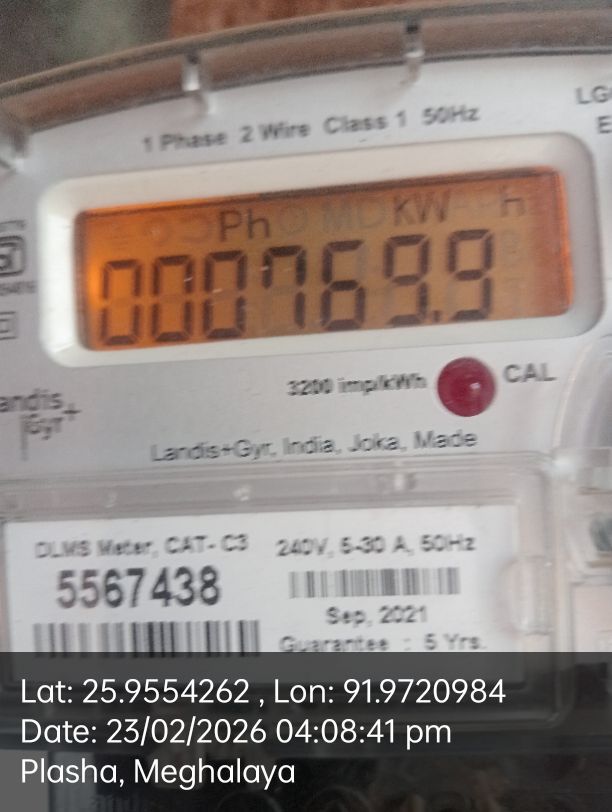 1 Phase 2 Wire Class 1 50Hz
Ph kW h
000769.9
3200 imp/kWh CAL
Landis+Gyr, India, Joka, Made
DLMS Meter, CAT- C3
5567438
240V, 5-30 A, 50Hz
Sep, 2021
Guarantee : 5 Yrs.
Lat: 25.9554262 , Lon: 91.9720984
Date: 23/02/2026 04:08:41 pm
Plasha, Meghalaya